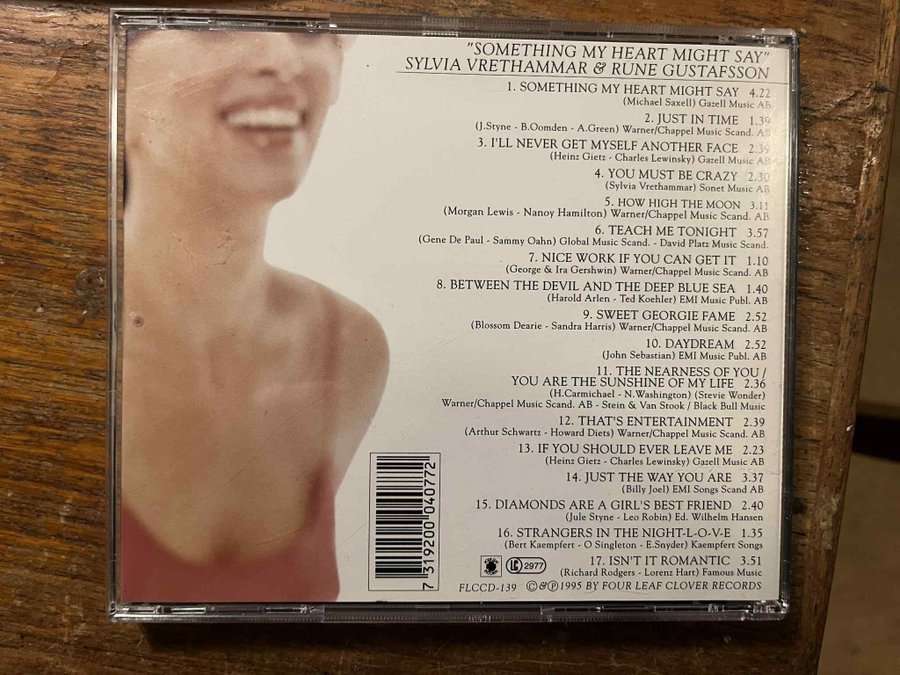 "SOMETHING MY HEART MIGHT SAY"
SYLVIA VRETHAMMAR & RUNE GUSTAFSSON
1. SOMETHING MY HEART MIGHT SAY 4.22
(Michael Saxell) Gazell Music AB
2. JUST IN TIME 1.39
(J.Styne - B.Oomden - A.Green) Warner/Chappel Music Scand. AB
3. I'LL NEVER GET MYSELF ANOTHER FACE 2.39
(Heinz Gietz - Charles Lewinsky) Gazell Music AB
4. YOU MUST BE CRAZY 2.30
(Sylvia Vrethammar) Sonet Music AB
5. HOW HIGH THE MOON 3.11
(Morgan Lewis - Nanoy Hamilton) Warner/Chappel Music Scand. AB
6. TEACH ME TONIGHT 3.57
(Gene De Paul - Sammy Oahn) Global Music Scand. - David Platz Music Scand.
7. NICE WORK IF YOU CAN GET IT 1.10
(George & Ira Gershwin) Warner/Chappel Music Scand. AB
8. BETWEEN THE DEVIL AND THE DEEP BLUE SEA 1.40
(Harold Arlen - Ted Koehler) EMI Music Publ. AB
9. SWEET GEORGIE FAME 2.52
(Blossom Dearie - Sandra Harris) Warner/Chappel Music Scand. AB
10. DAYDREAM 2.52
(John Sebastian) EMI Music Publ. AB
11. THE NEARNESS OF YOU /
YOU ARE THE SUNSHINE OF MY LIFE 2.36
(H.Carmichael - N.Washington) (Stevie Wonder)
Warner/Chappel Music Scand. AB - Stein & Van Stook / Black Bull Music
12. THAT'S ENTERTAINMENT 2.39
(Arthur Schwartz - Howard Diets) Warner/Chappel Music Scand. AB
13. IF YOU SHOULD EVER LEAVE ME 2.23
(Heinz Gietz - Charles Lewinsky) Gazell Music AB
14. JUST THE WAY YOU ARE 3.37
(Billy Joel) EMI Songs Scand AB
15. DIAMONDS ARE A GIRL'S BEST FRIEND 2.40
(Jule Styne - Leo Robin) Ed. Wilhelm Hansen
16. STRANGERS IN THE NIGHT-L-O-V-E 1.35
(Bert Kaempfert - O Singleton - E.Snyder) Kaempfert Songs
17. ISN'T IT ROMANTIC 3.51
(Richard Rodgers - Lorenz Hart) Famous Music
7 319200 040772
LC 2977
FLCCD-139 ©&℗ 1995 BY FOUR LEAF CLOVER RECORDS